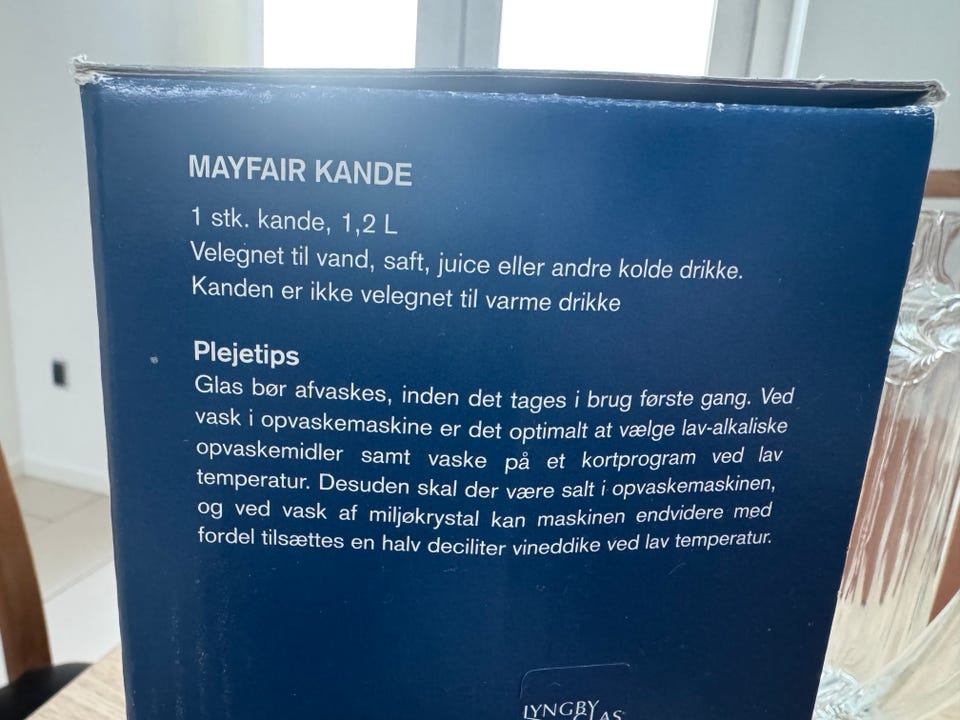 MAYFAIR KANDE
1 stk. kande, 1,2 L
Velegnet til vand, saft, juice eller andre kolde drikke.
Kanden er ikke velegnet til varme drikke
Plejetips
Glas bør afvaskes, inden det tages i brug første gang. Ved
vask i opvaskemaskine er det optimalt at vælge lav-alkaliske
opvaskemidler samt vaske på et kortprogram ved lav
temperatur. Desuden skal der være salt i opvaskemaskinen,
og ved vask af miljøkrystal kan maskinen endvidere med
fordel tilsættes en halv deciliter vineddike ved lav temperatur.
LYNGBY